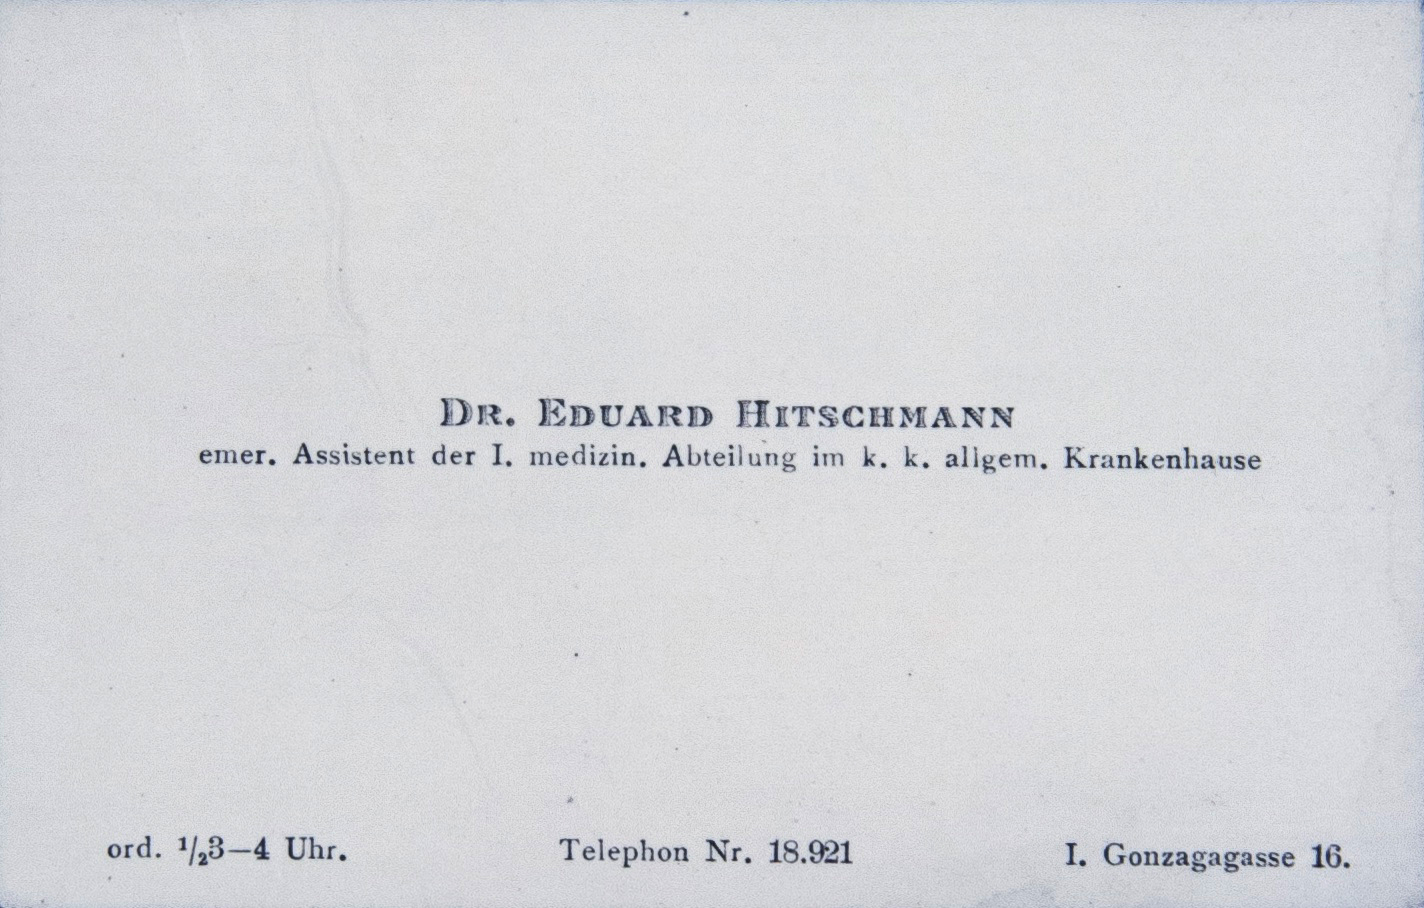 DR. EDUARD HITSCHMANN
emer. Assistent der I. medizin. Abteilung im k. k. allgem. Krankenhause
ord. ½3—4 Uhr. Telephon Nr. 18.921 I. Gonzagagasse 16.